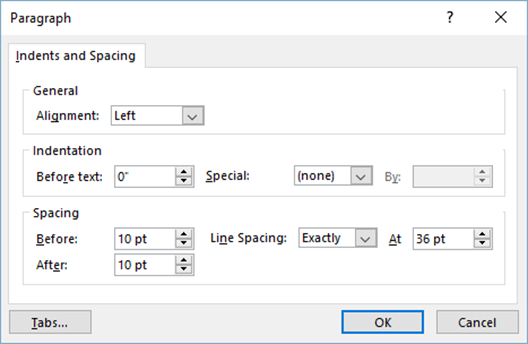 Paragraph ?
Indents and Spacing
General
Alignment: Left
Indentation
Before text: 0" Special: (none) By:
Spacing
Before: 10 pt Line Spacing: Exactly At 36 pt
After: 10 pt
Tabs... OK Cancel